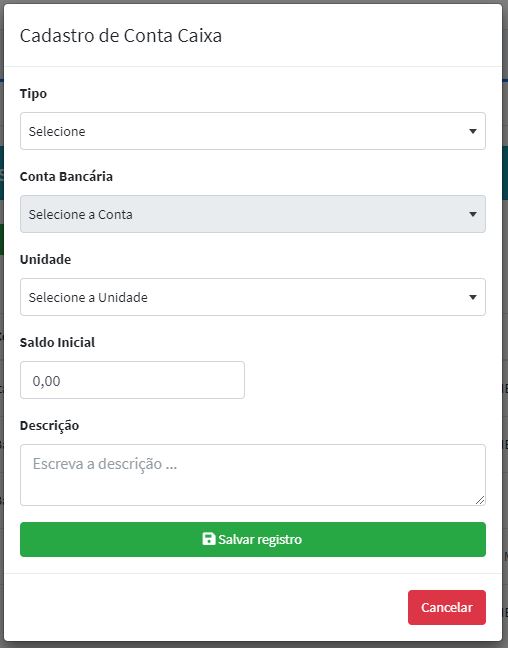 Cadastro de Conta Caixa
Tipo
Selecione
Conta Bancária
Selecione a Conta
Unidade
Selecione a Unidade
Saldo Inicial
0,00
Descrição
Escreva a descrição ...
Salvar registro
Cancelar